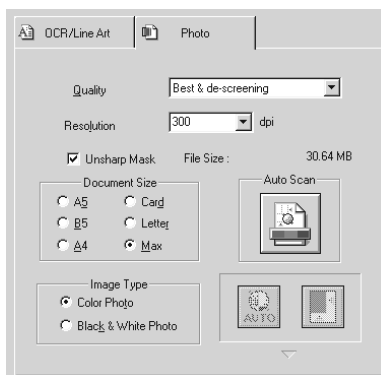 OCR/Line Art Photo
Quality Best & de-screening
Resolution 300 dpi
Unsharp Mask File Size : 30.64 MB
Document Size Auto Scan
A5 Card
B5 Letter
A4 Max
Image Type
Color Photo
Black & White Photo
AUTO